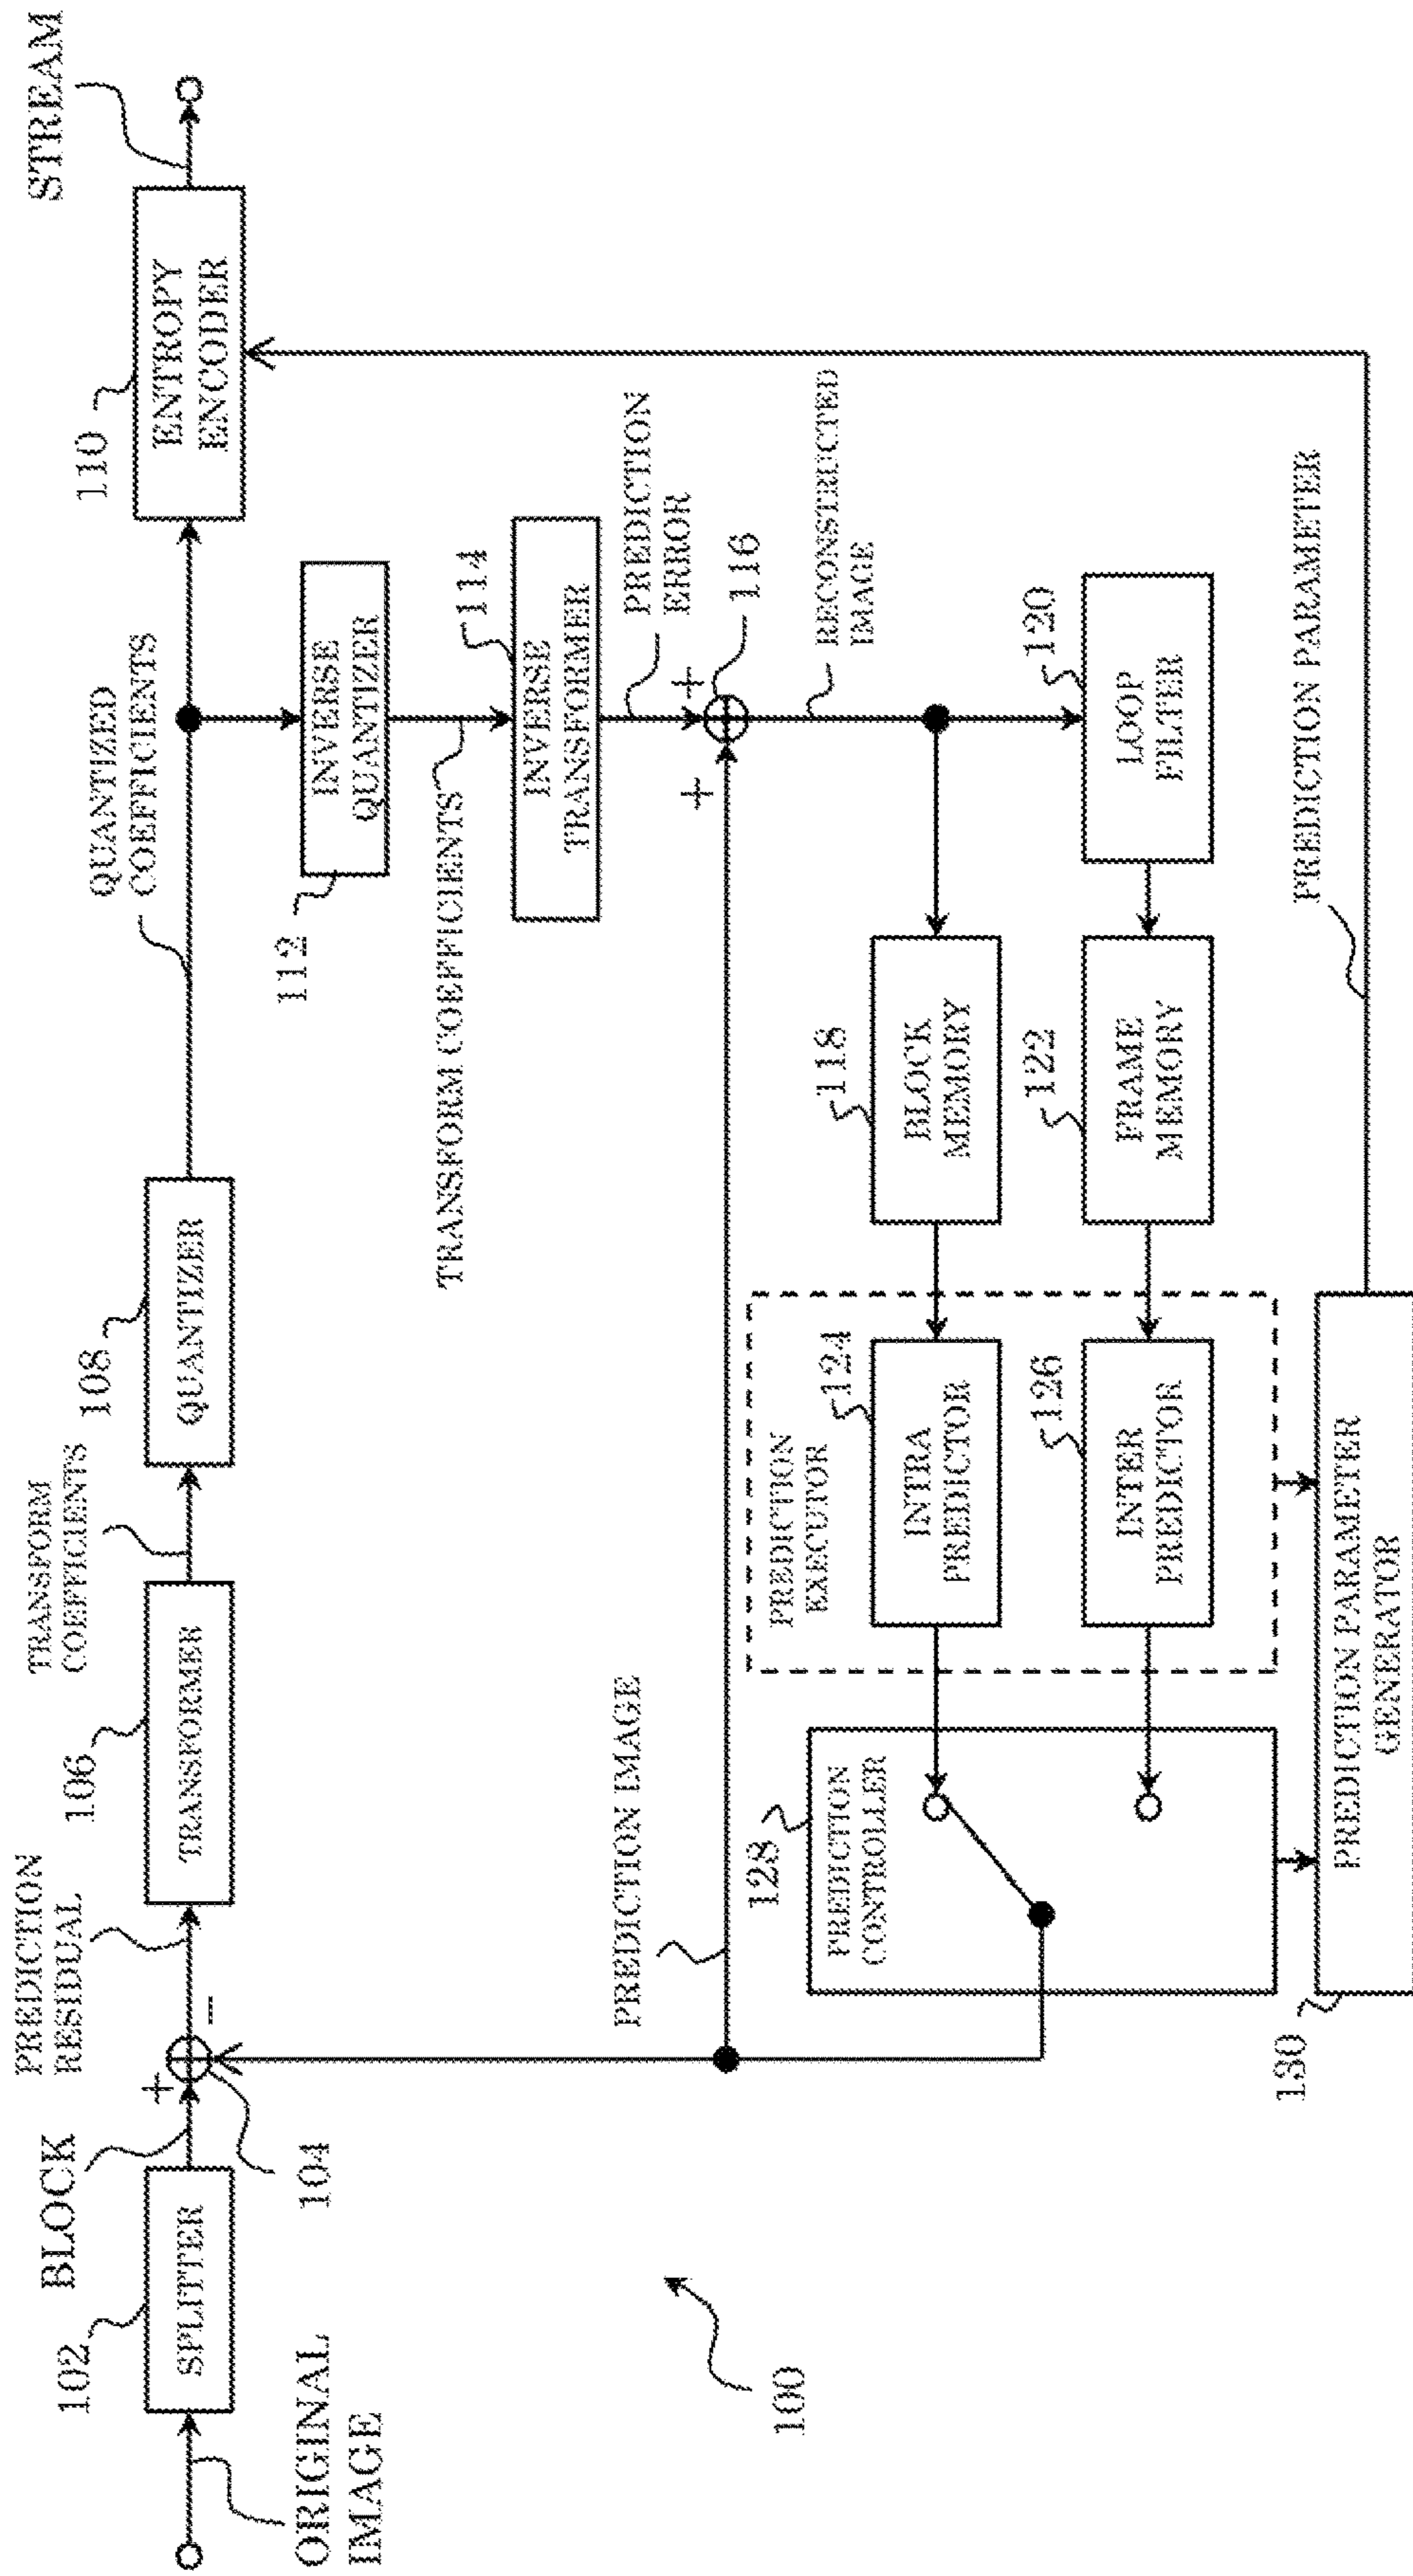 ORIGINAL
IMAGE
102
SPLITTER
BLOCK
+
−
104
PREDICTION
RESIDUAL
106
TRANSFORMER
TRANSFORM
COEFFICIENTS
108
QUANTIZER
QUANTIZED
COEFFICIENTS
110
ENTROPY
ENCODER
STREAM
112
INVERSE
QUANTIZER
TRANSFORM COEFFICIENTS
114
INVERSE
TRANSFORMER
PREDICTION
ERROR
+
+
116
RECONSTRUCTED
IMAGE
PREDICTION IMAGE
100
128
PREDICTION
CONTROLLER
PREDICTION
EXECUTOR
124
INTRA
PREDICTOR
118
BLOCK
MEMORY
126
INTER
PREDICTOR
122
FRAME
MEMORY
120
LOOP
FILTER
130
PREDICTION PARAMETER
GENERATOR
PREDICTION PARAMETER